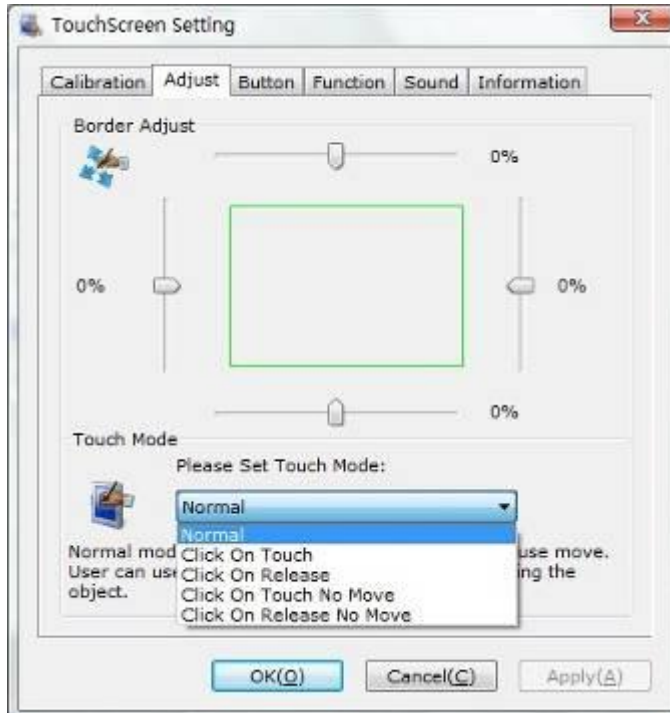 TouchScreen Setting
Calibration Adjust Button Function Sound Information
Border Adjust
0%
0% 0%
0%
Touch Mode
Please Set Touch Mode:
Normal
Normal
Click On Touch
Click On Release
Click On Touch No Move
Click On Release No Move
Normal mod use move.
User can us ing the
object.
OK(O) Cancel(C) Apply(A)